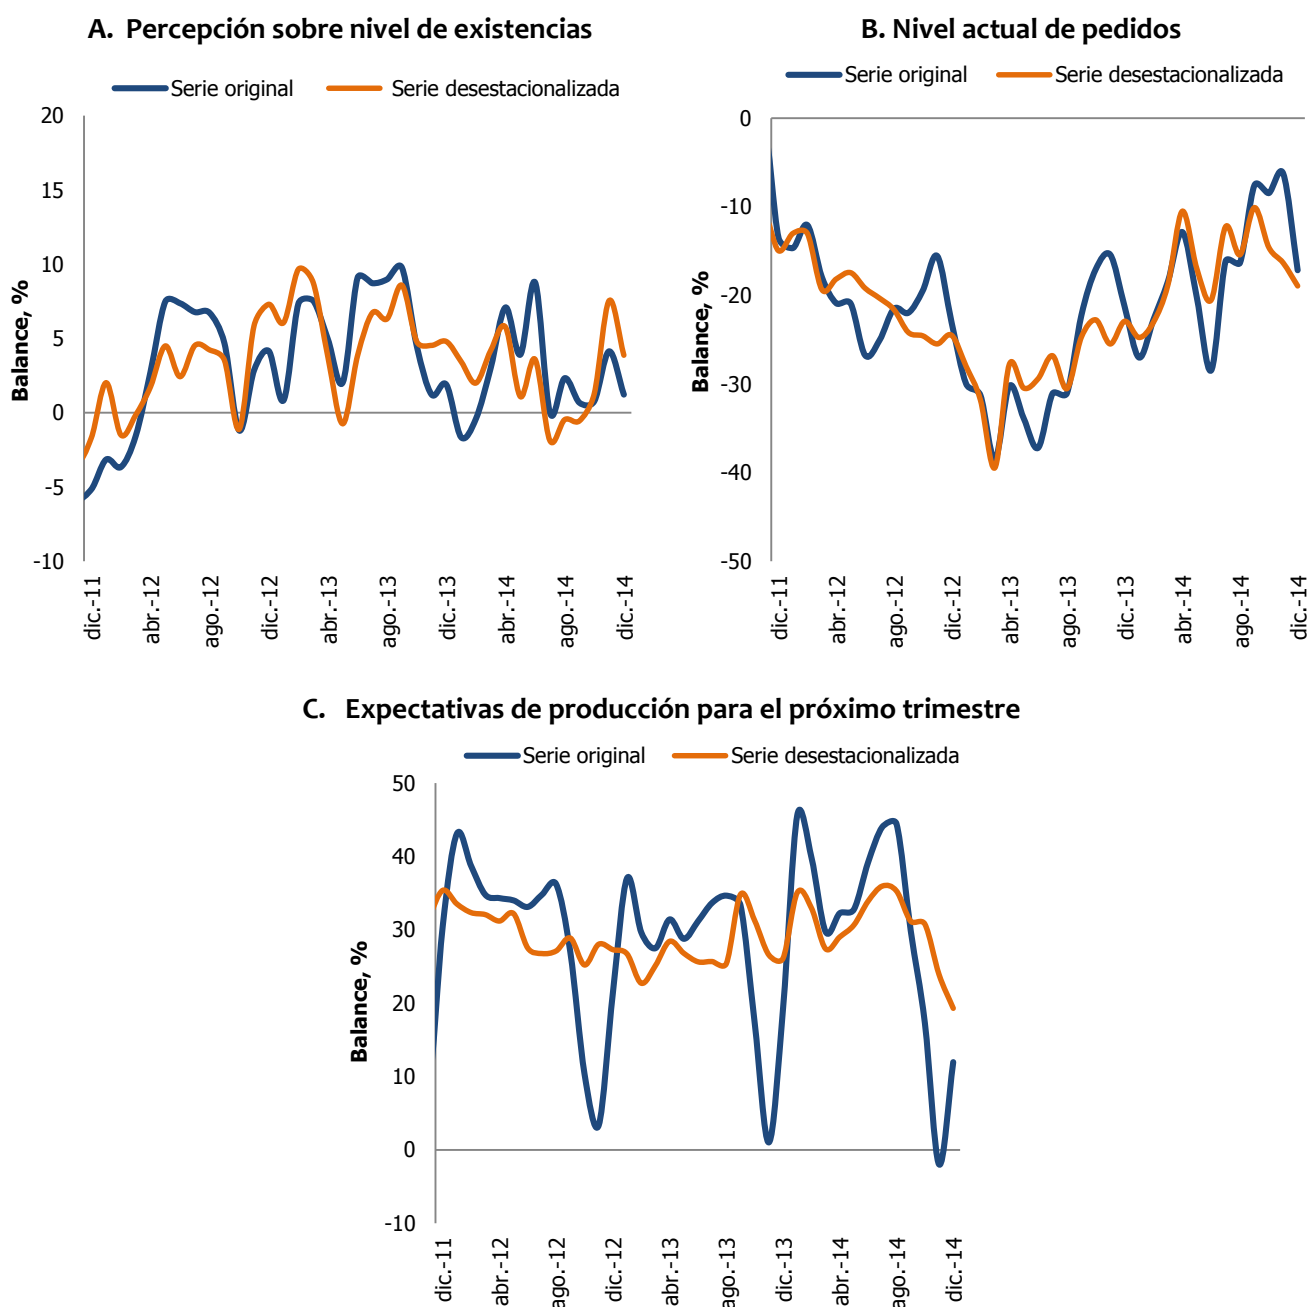 A. Percepción sobre nivel de existencias
Serie original Serie desestacionalizada
Balance, %
20
15
10
5
0
-5
-10
dic.-11
abr.-12
ago.-12
dic.-12
abr.-13
ago.-13
dic.-13
abr.-14
ago.-14
dic.-14
B. Nivel actual de pedidos
Serie original Serie desestacionalizada
Balance, %
0
-10
-20
-30
-40
-50
dic.-11
abr.-12
ago.-12
dic.-12
abr.-13
ago.-13
dic.-13
abr.-14
ago.-14
dic.-14
C. Expectativas de producción para el próximo trimestre
Serie original Serie desestacionalizada
Balance, %
50
40
30
20
10
0
-10
dic.-11
abr.-12
ago.-12
dic.-12
abr.-13
ago.-13
dic.-13
abr.-14
ago.-14
dic.-14